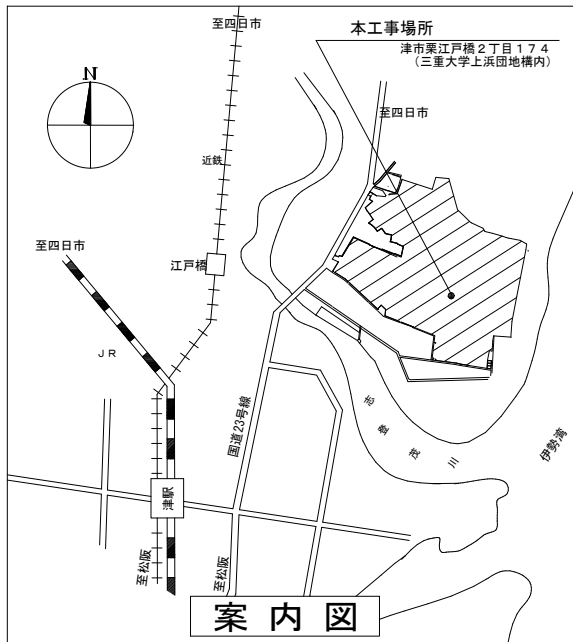 至四日市
本工事場所
津市栗江戸橋２丁目１７４
（三重大学上浜団地構内）
N
至四日市
近鉄
至四日市
江戸橋
ＪＲ
国道23号線
志登茂川
伊勢湾
津駅
至松阪
至松阪
案内図